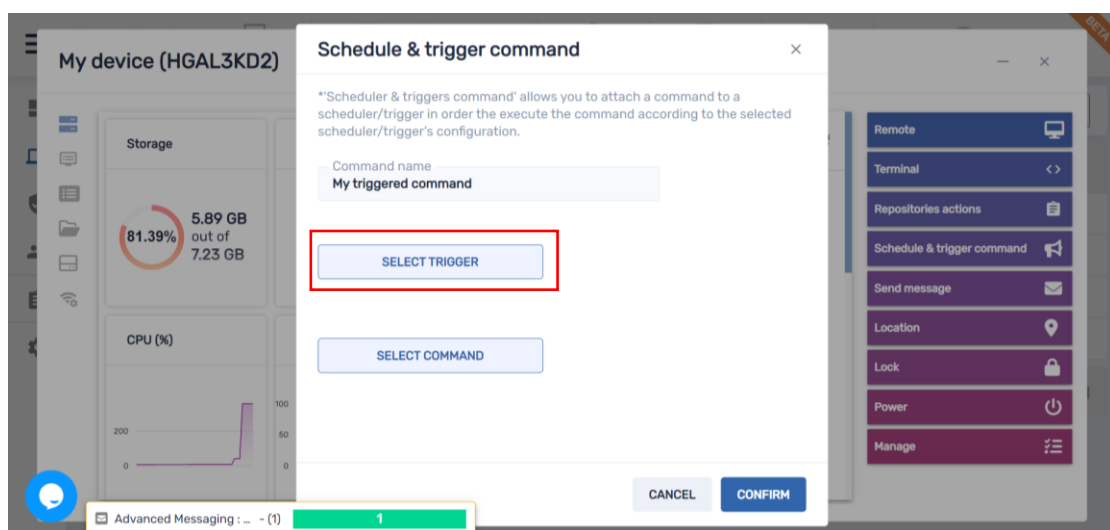 BETA
My device (HGAL3KD2)
Schedule & trigger command
*'Scheduler & triggers command' allows you to attach a command to a
scheduler/trigger in order the execute the command according to the selected
scheduler/trigger's configuration.
Command name
My triggered command
SELECT TRIGGER
SELECT COMMAND
CANCEL
CONFIRM
Storage
81.39%
5.89 GB
out of
7.23 GB
CPU (%)
200
0
100
50
0
Remote
Terminal
Repositories actions
Schedule & trigger command
Send message
Location
Lock
Power
Manage
Advanced Messaging : ... - (1)
1